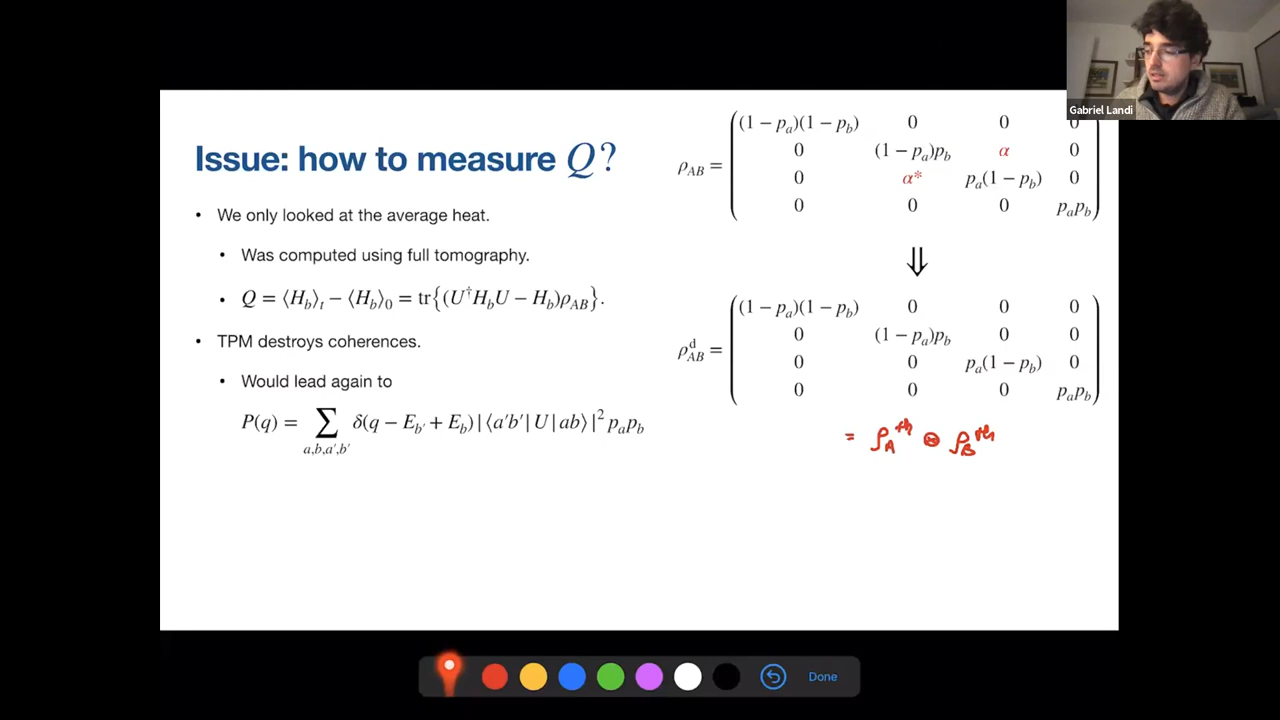 Gabriel Landi
Issue: how to measure Q?
• We only looked at the average heat.
• Was computed using full tomography.
• Q = ⟨H_b⟩_t − ⟨H_b⟩_0 = tr{(U†H_bU − H_b)ρ_AB}.
• TPM destroys coherences.
• Would lead again to
P(q) = ∑_{a,b,a′,b′} δ(q − E_b′ + E_b) |⟨a′b′|U|ab⟩|² p_a p_b
ρ_AB =
(1 − p_a)(1 − p_b) 0 0 0
0 (1 − p_a)p_b α 0
0 α* p_a(1 − p_b) 0
0 0 0 p_a p_b
⇓
ρ^d_AB =
(1 − p_a)(1 − p_b) 0 0 0
0 (1 − p_a)p_b 0 0
0 0 p_a(1 − p_b) 0
0 0 0 p_a p_b
= ρ_A^th ⊗ ρ_B^th
Done